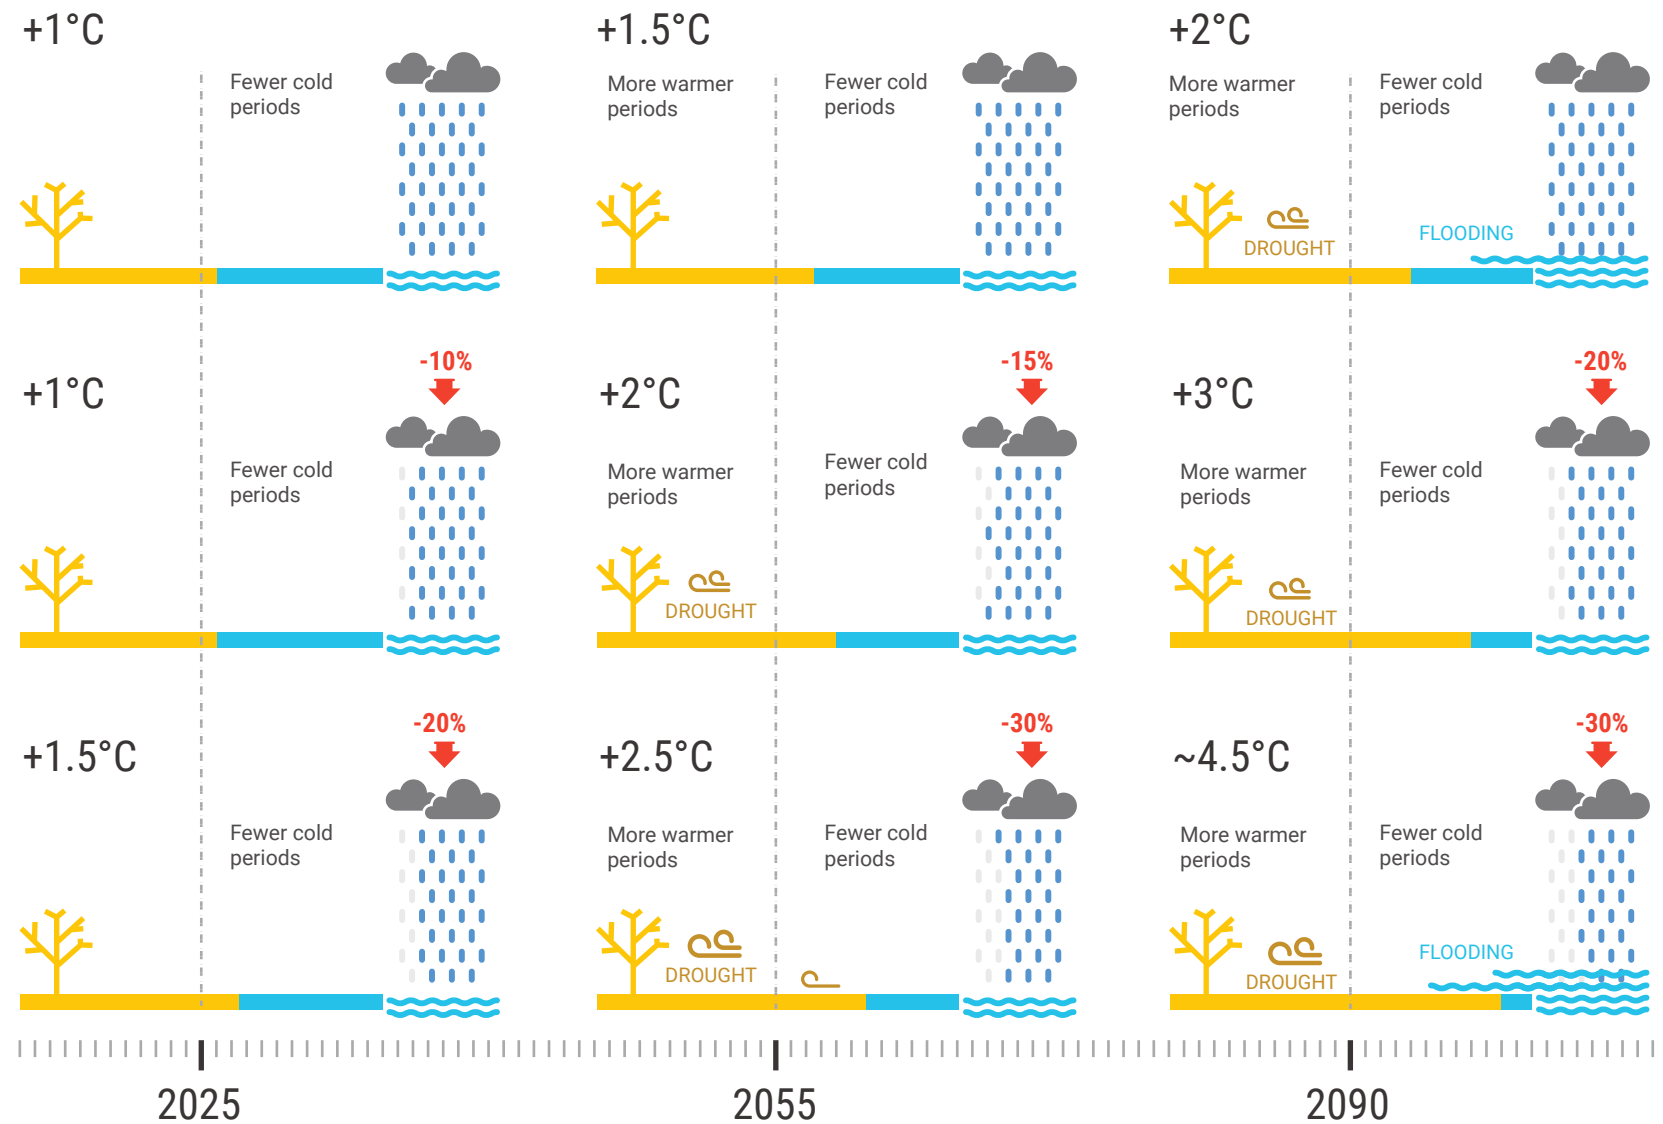 +1°C
Fewer cold
periods
+1.5°C
More warmer
periods
Fewer cold
periods
+2°C
More warmer
periods
Fewer cold
periods
DROUGHT
FLOODING
-10%
+1°C
Fewer cold
periods
-15%
+2°C
More warmer
periods
Fewer cold
periods
DROUGHT
-20%
+3°C
More warmer
periods
Fewer cold
periods
DROUGHT
-20%
+1.5°C
Fewer cold
periods
-30%
+2.5°C
More warmer
periods
Fewer cold
periods
DROUGHT
-30%
~4.5°C
More warmer
periods
Fewer cold
periods
DROUGHT
FLOODING
2025
2055
2090